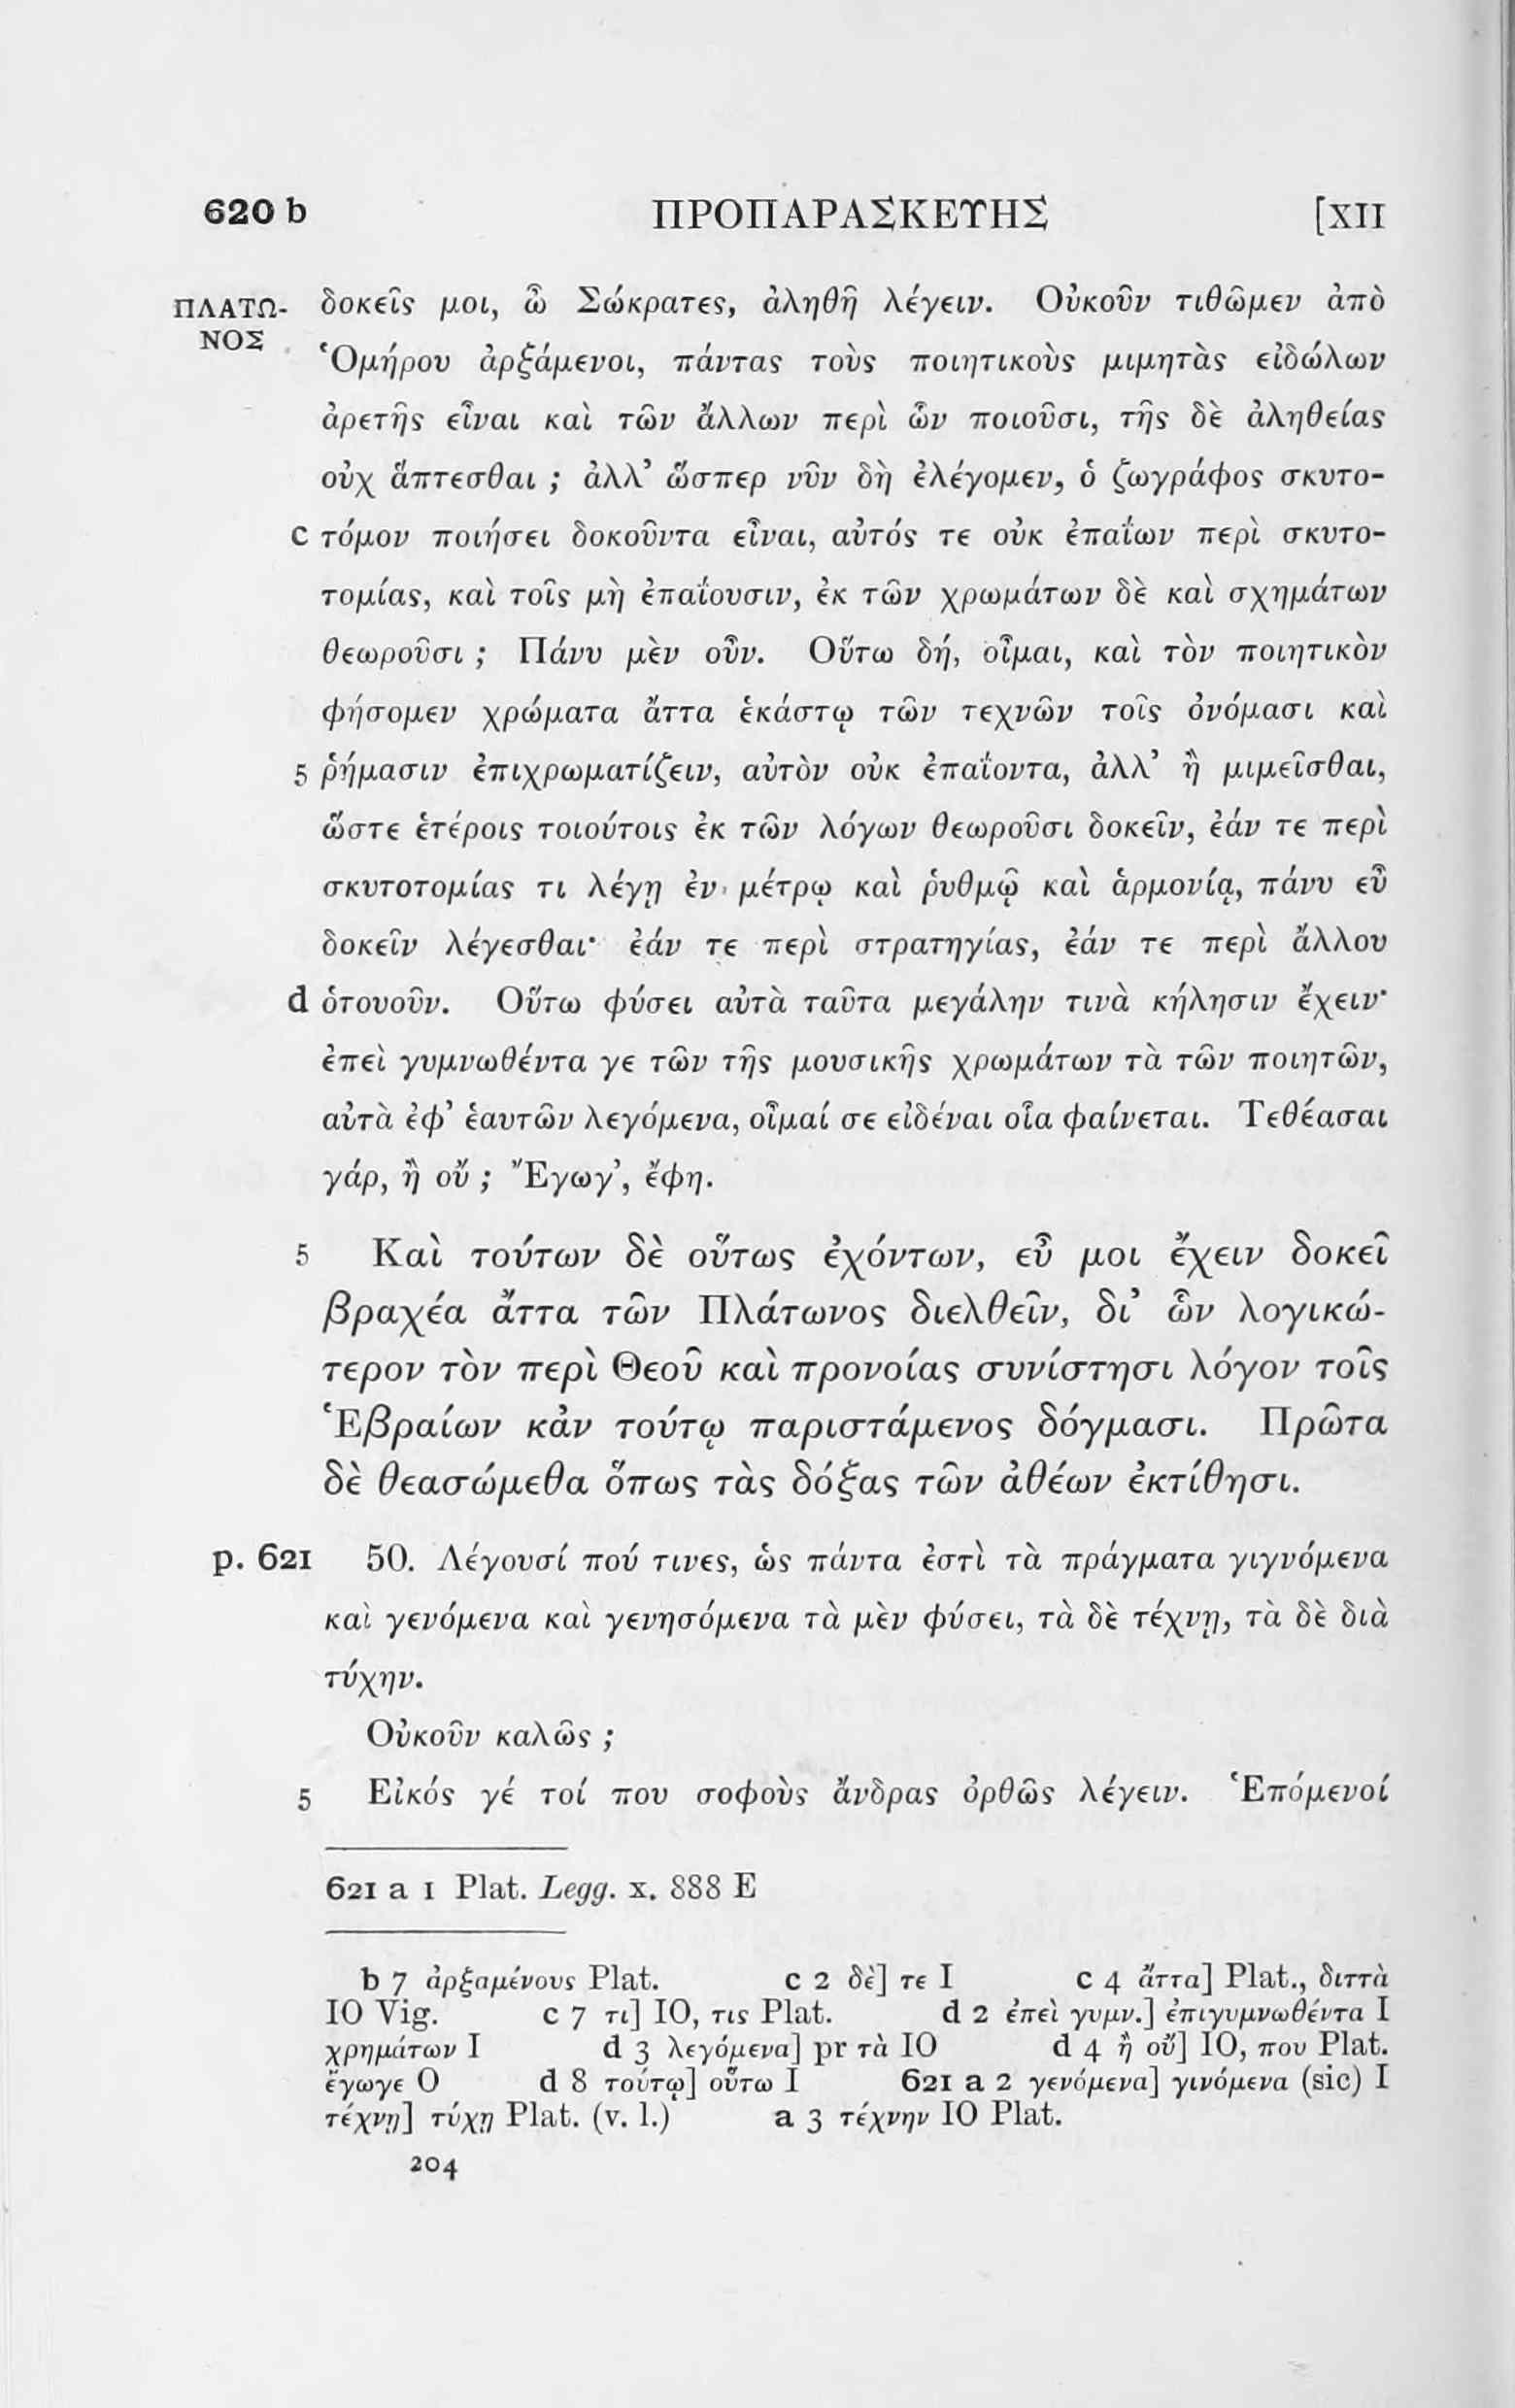 620 b ΠΡΟΠΑΡΑΣΚΕΥΗΣ [XII
ΠΛΑΤΩ- δοκεῖς μοι, ὦ Σώκρατες, ἀληθῆ λέγειν. Οὐκοῦν τιθῶμεν ἀπὸ
ΝΟΣ Ὁμήρου ἀρξάμενοι, πάντας τοὺς ποιητικοὺς μιμητὰς εἰδώλων
ἀρετῆς εἶναι καὶ τῶν ἄλλων περὶ ὧν ποιοῦσι, τῆς δὲ ἀληθείας
οὐχ ἅπτεσθαι ; ἀλλ’ ὥσπερ νῦν δὴ ἐλέγομεν, ὁ ζωγράφος σκυτο-
c τόμον ποιήσει δοκοῦντα εἶναι, αὐτός τε οὐκ ἐπαΐων περὶ σκυτο-
τομίας, καὶ τοῖς μὴ ἐπαΐουσιν, ἐκ τῶν χρωμάτων δὲ καὶ σχημάτων
θεωροῦσι ; Πάνυ μὲν οὖν. Οὕτω δή, οἶμαι, καὶ τὸν ποιητικὸν
φήσομεν χρώματα ἄττα ἑκάστῳ τῶν τεχνῶν τοῖς ὀνόμασι καὶ
5 ῥήμασιν ἐπιχρωματίζειν, αὐτὸν οὐκ ἐπαΐοντα, ἀλλ’ ἢ μιμεῖσθαι,
ὥστε ἑτέροις τοιούτοις ἐκ τῶν λόγων θεωροῦσι δοκεῖν, ἐάν τε περὶ
σκυτοτομίας τι λέγῃ ἐν μέτρῳ καὶ ῥυθμῷ καὶ ἁρμονίᾳ, πάνυ εὖ
δοκεῖν λέγεσθαι· ἐάν τε περὶ στρατηγίας, ἐάν τε περὶ ἄλλου
d ὁτουοῦν. Οὕτω φύσει αὐτὰ ταῦτα μεγάλην τινὰ κήλησιν ἔχειν·
ἐπεὶ γυμνωθέντα γε τῶν τῆς μουσικῆς χρωμάτων τὰ τῶν ποιητῶν,
αὐτὰ ἐφ’ ἑαυτῶν λεγόμενα, οἶμαί σε εἰδέναι οἷα φαίνεται. Τεθέασαι
γάρ, ἢ οὔ ; Ἔγωγ’, ἔφη.
5 Καὶ τούτων δὲ οὕτως ἐχόντων, εὖ μοι ἔχειν δοκεῖ
βραχέα ἄττα τῶν Πλάτωνος διελθεῖν, δι’ ὧν λογικώ-
τερον τὸν περὶ Θεοῦ καὶ προνοίας συνίστησι λόγον τοῖς
Ἑβραίων κἀν τούτῳ παριστάμενος δόγμασι. Πρῶτα
δὲ θεασώμεθα ὅπως τὰς δόξας τῶν ἀθέων ἐκτίθησι.
p. 621 50. Λέγουσί πού τινες, ὡς πάντα ἐστὶ τὰ πράγματα γιγνόμενα
καὶ γενόμενα καὶ γενησόμενα τὰ μὲν φύσει, τὰ δὲ τέχνῃ, τὰ δὲ διὰ
τύχην.
Οὐκοῦν καλῶς ;
5 Εἰκός γέ τοί που σοφοὺς ἄνδρας ὀρθῶς λέγειν. Ἑπόμενοί
621 a 1 Plat. Legg. x. 888 E
b 7 ἀρξαμένους Plat. c 2 δὲ] τε I c 4 ἄττα] Plat., διττὰ
IO Vig. c 7 τι] IO, τις Plat. d 2 ἐπεὶ γυμν.] ἐπιγυμνωθέντα I
χρημάτων I d 3 λεγόμενα] pr τὰ IO d 4 ἢ οὔ] IO, που Plat.
ἔγωγε O d 8 τούτῳ] οὕτω I 621 a 2 γενόμενα] γινόμενα (sic) I
τέχνῃ] τύχῃ Plat. (v. l.) a 3 τέχνην IO Plat.
204